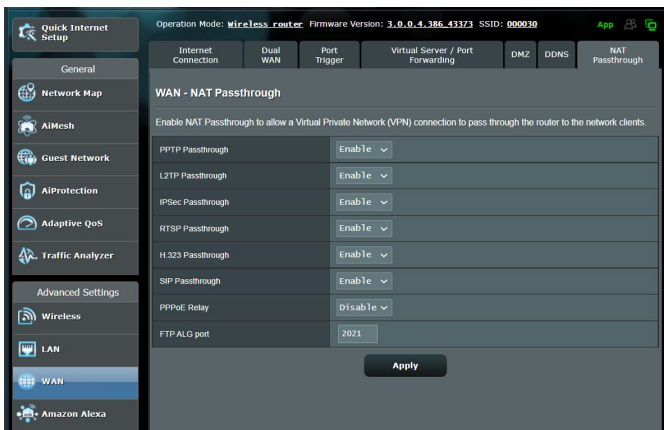 Quick Internet
Setup
Operation Mode: Wireless router Firmware Version: 3.0.0.4.386_43373 SSID: 000030
App
General
Internet
Connection
Dual
WAN
Port
Trigger
Virtual Server / Port
Forwarding
DMZ
DDNS
NAT
Passthrough
Network Map
AiMesh
Guest Network
AiProtection
Adaptive QoS
Traffic Analyzer
Advanced Settings
Wireless
LAN
WAN
Amazon Alexa
WAN - NAT Passthrough
Enable NAT Passthrough to allow a Virtual Private Network (VPN) connection to pass through the router to the network clients.
PPTP Passthrough Enable
L2TP Passthrough Enable
IPSec Passthrough Enable
RTSP Passthrough Enable
H.323 Passthrough Enable
SIP Passthrough Enable
PPPoE Relay Disable
FTP ALG port 2021
Apply